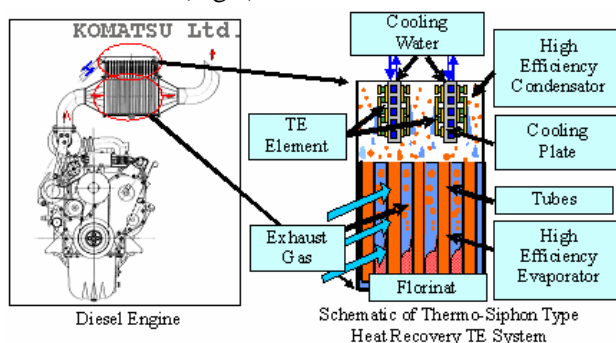 KOMATSU Ltd.
Cooling
Water
High
Efficiency
Condensator
TE
Element
Cooling
Plate
Tubes
Exhaust
Gas
High
Efficiency
Evaporator
Florinat
Diesel Engine
Schematic of Thermo-Siphon Type
Heat Recovery TE System